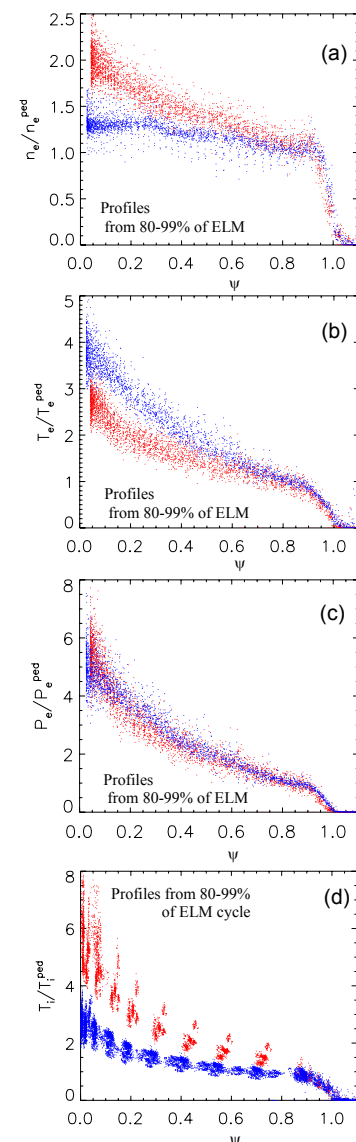 (a)
2.5
2.0
1.5
1.0
0.5
0.0
n_e/n_e^ped
Profiles
from 80-99% of ELM
0.0 0.2 0.4 0.6 0.8 1.0
ψ
(b)
5
4
3
2
1
0
T_e/T_e^ped
Profiles
from 80-99% of ELM
0.0 0.2 0.4 0.6 0.8 1.0
ψ
(c)
8
6
4
2
0
P_e/P_e^ped
Profiles
from 80-99% of ELM
0.0 0.2 0.4 0.6 0.8 1.0
ψ
(d)
8
6
4
2
0
T_i/T_i^ped
Profiles from 80-99%
of ELM cycle
0.0 0.2 0.4 0.6 0.8 1.0
ψ